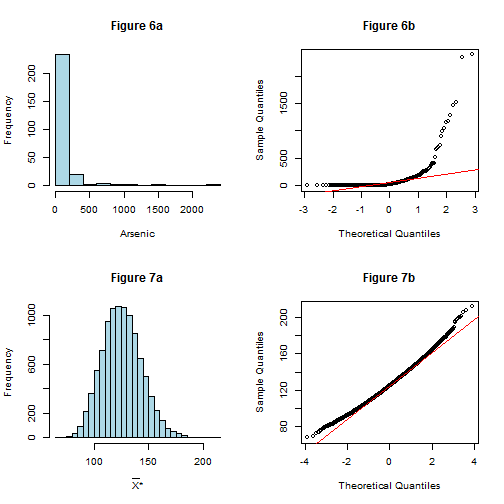 Figure 6a
Frequency
0 50 100 150 200
0 500 1000 1500 2000
Arsenic
Figure 6b
Sample Quantiles
0 500 1500
-3 -2 -1 0 1 2 3
Theoretical Quantiles
Figure 7a
Frequency
0 200 600 1000
100 150 200
X̅*
Figure 7b
Sample Quantiles
80 120 160 200
-4 -2 0 2 4
Theoretical Quantiles